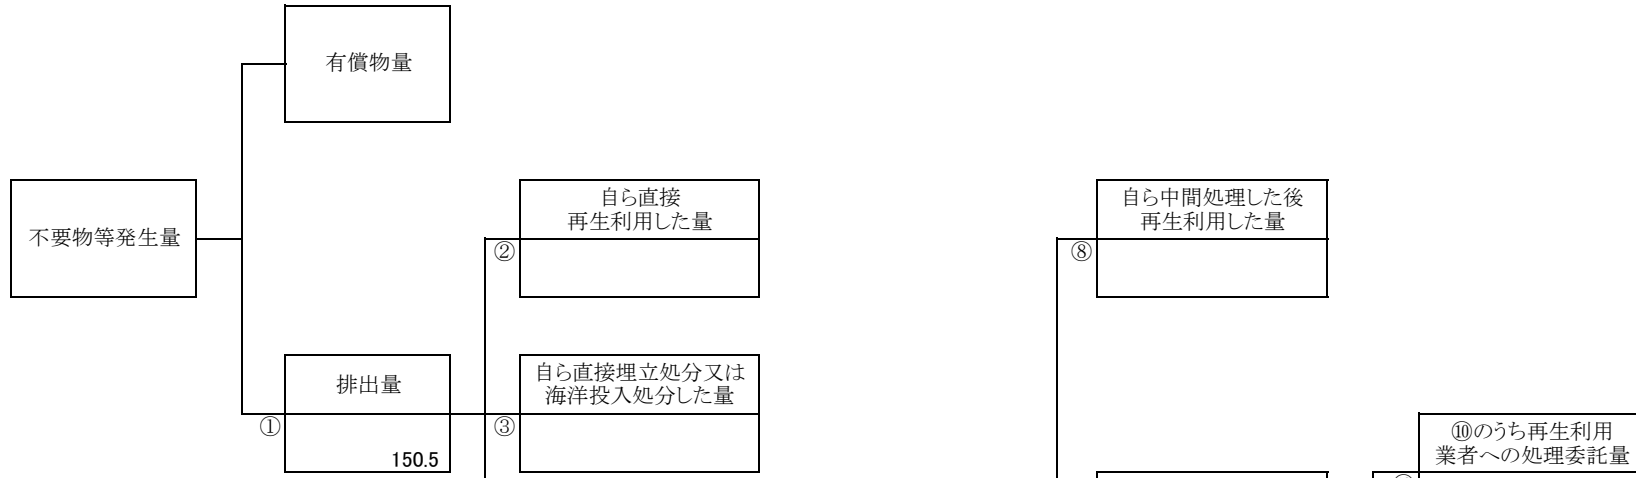 有償物量
不要物等発生量
自ら直接
再生利用した量
②
自ら中間処理した後
再生利用した量
⑧
排出量
①
150.5
自ら直接埋立処分又は
海洋投入処分した量
③
⑩のうち再生利用
業者への処理委託量